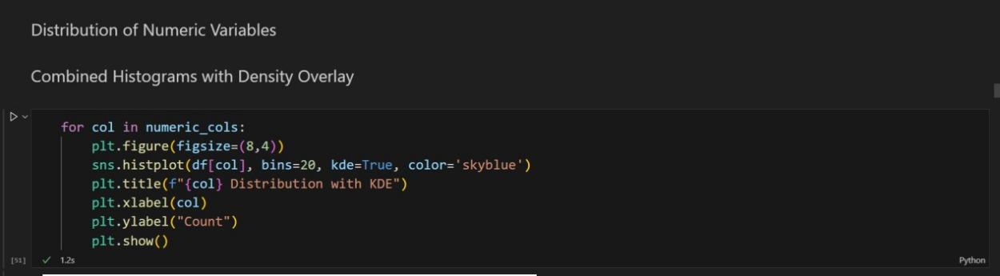 Distribution of Numeric Variables
Combined Histograms with Density Overlay
for col in numeric_cols:
    plt.figure(figsize=(8,4))
    sns.histplot(df[col], bins=20, kde=True, color='skyblue')
    plt.title(f"{col} Distribution with KDE")
    plt.xlabel(col)
    plt.ylabel("Count")
    plt.show()
[51] ✓ 1.2s Python